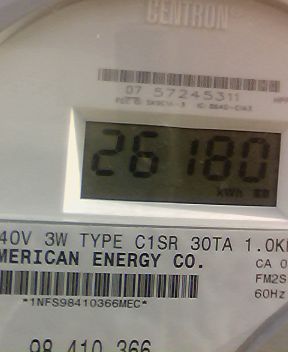 CENTRON
07 57245311
26180
kWh
40V 3W TYPE C1SR 30TA 1.0K
MERICAN ENERGY CO.
CA 0
FM2S
60Hz
*1NFS98410366MEC*
98 410 366